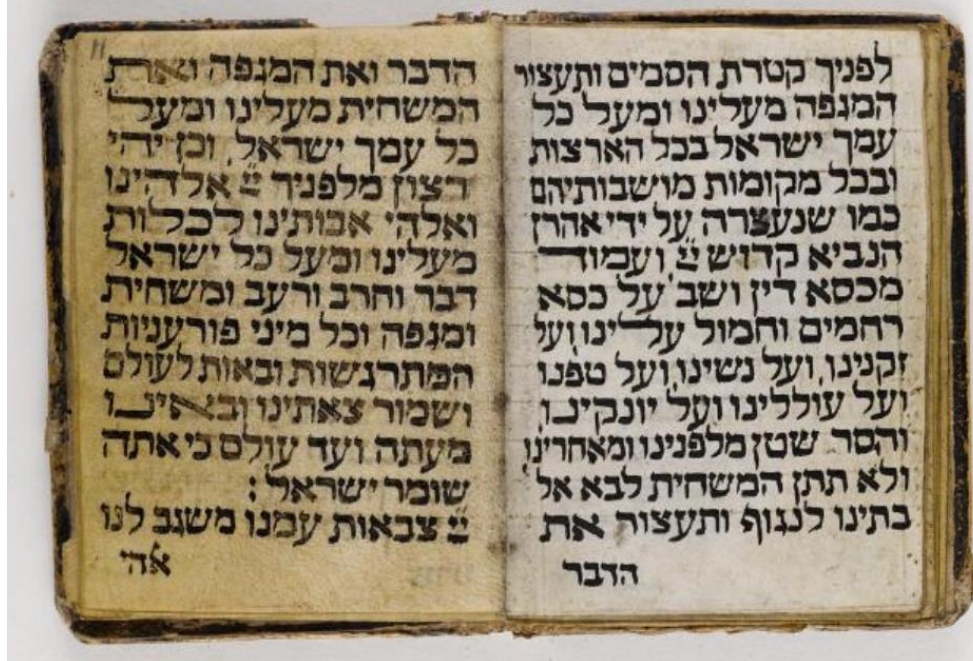 לפניך קטרת הסמים ותעצור
המגפה מעלינו ומעל כל
עמך ישראל בכל הארצות
ובכל מקומות מושבותיהם
כמו שנעצרה על ידי אהרן
הנביא קדוש יי ועמוד
מכסא דין ושב על כסא
רחמים וחמול עלינו ועל
זקנינו ועל נשינו ועל טפנו
ועל עוללינו ועל יונקינו
והסר שטן מלפנינו ומאחרינו
ולא תתן המשחית לבא אל
בתינו לנגוף ותעצור את
הדבר
11
הדבר ואת המגפה ואת
המשחית מעלינו ומעל
כל עמך ישראל וכן יהי
רצון מלפניך יי אלהינו
ואלהי אבותינו לכלות
מעלינו ומעל כל ישראל
דבר וחרב ורעב ומשחית
ומגפה וכל מיני פורעניות
המתרגשות ובאות לעולם
ושמור צאתינו ובאינו
מעתה ועד עולם כי אתה
שומר ישראל :
יי צבאות עמנו משגב לנו
אהי